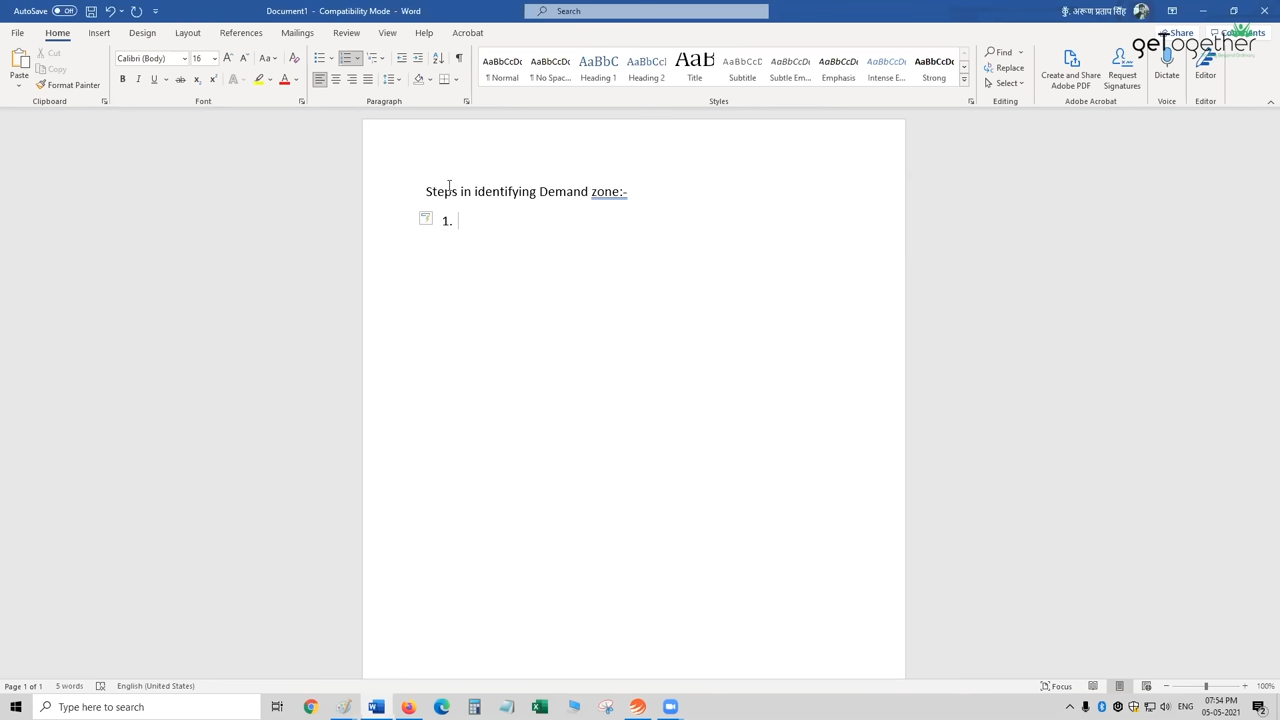 AutoSave Off Document1 - Compatibility Mode - Word Search कुं. अरूण प्रताप सिंह
File Home Insert Design Layout References Mailings Review View Help Acrobat Share Comments
geTogether
Paste Cut Copy Format Painter
Calibri (Body) 16
AaBbCcDc AaBbCcDc AaBbC AaBbCcI AaB AaBbCcD AaBbCcDc AaBbCcDc AaBbCcDc AaBbCcDc
¶ Normal ¶ No Spac... Heading 1 Heading 2 Title Subtitle Subtle Em... Emphasis Intense E... Strong
Find Replace Select
Create and Share Adobe PDF Request Signatures Dictate Editor
Clipboard Font Paragraph Styles Editing Adobe Acrobat Voice Editor
Steps in identifying Demand zone:-
1.
Page 1 of 1 5 words English (United States) Focus 100%
Type here to search ENG 07:54 PM 05-05-2021 2